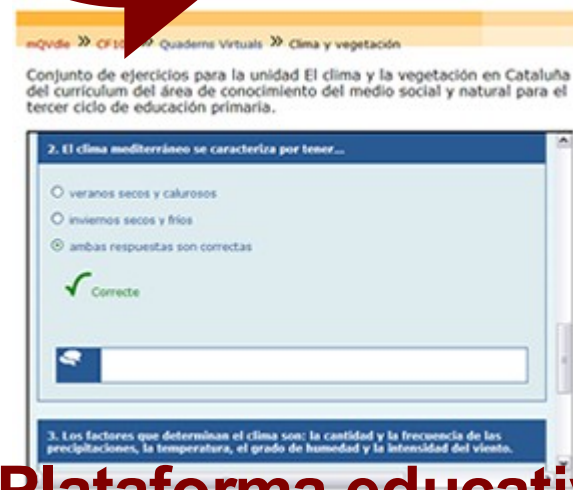 mQVdle » CF10 » Quaderns Virtuals » Clima y vegetación
Conjunto de ejercicios para la unidad El clima y la vegetación en Cataluña
del currículum del área de conocimiento del medio social y natural para el
tercer ciclo de educación primaria.
2. El clima mediterráneo se caracteriza por tener...
veranos secos y calurosos
inviernos secos y fríos
ambas respuestas son correctas
Correcte
3. Los factores que determinan el clima son: la cantidad y la frecuencia de las
precipitaciones, la temperatura, el grado de humedad y la intensidad del viento.
Plataforma educativ